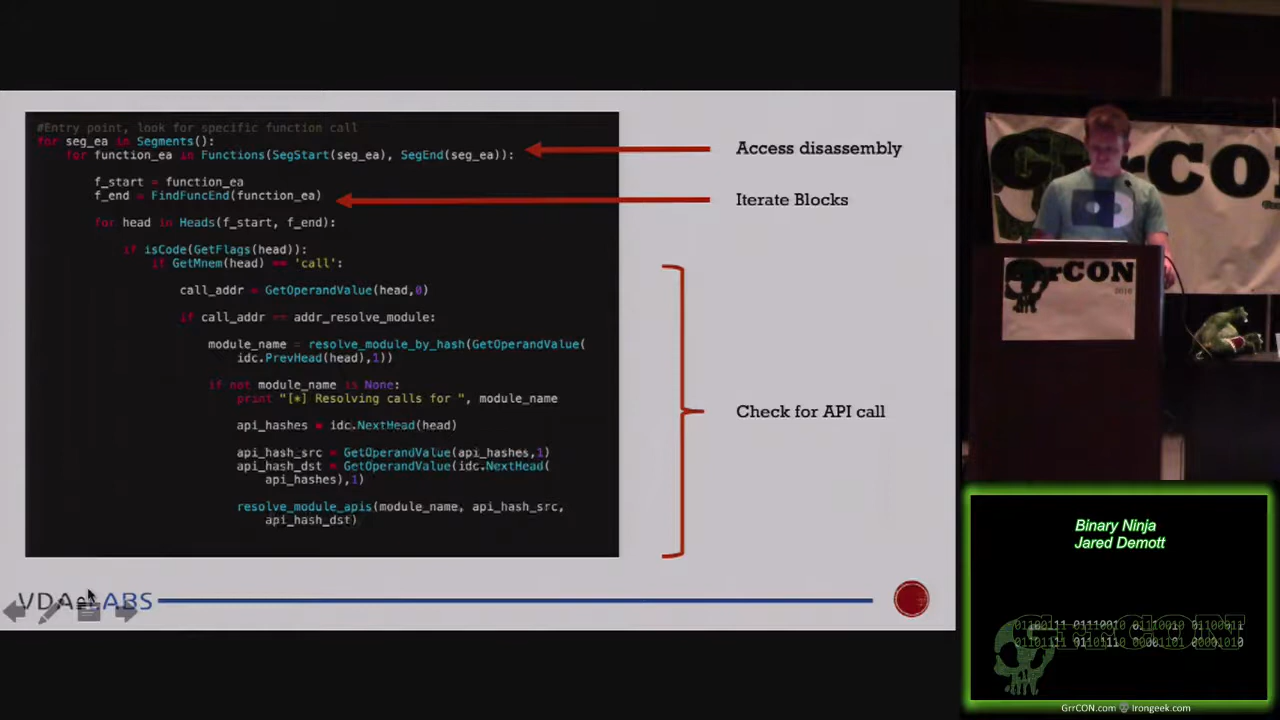 #Entry point, look for specific function call
for seg_ea in Segments():
for function_ea in Functions(SegStart(seg_ea), SegEnd(seg_ea)):
f_start = function_ea
f_end = FindFuncEnd(function_ea)
for head in Heads(f_start, f_end):
if isCode(GetFlags(head)):
if GetMnem(head) == 'call':
call_addr = GetOperandValue(head,0)
if call_addr == addr_resolve_module:
module_name = resolve_module_by_hash(GetOperandValue(
idc.PrevHead(head),1))
if not module_name is None:
print "[*] Resolving calls for ", module_name
api_hashes = idc.NextHead(head)
api_hash_src = GetOperandValue(api_hashes,1)
api_hash_dst = GetOperandValue(idc.NextHead(
api_hashes),1)
resolve_module_apis(module_name, api_hash_src,
api_hash_dst)
Access disassembly
Iterate Blocks
Check for API call
VDA LABS
GrrCON
GrrCON
Binary Ninja
Jared Demott
GrrCON
GrrCON.com Irongeek.com